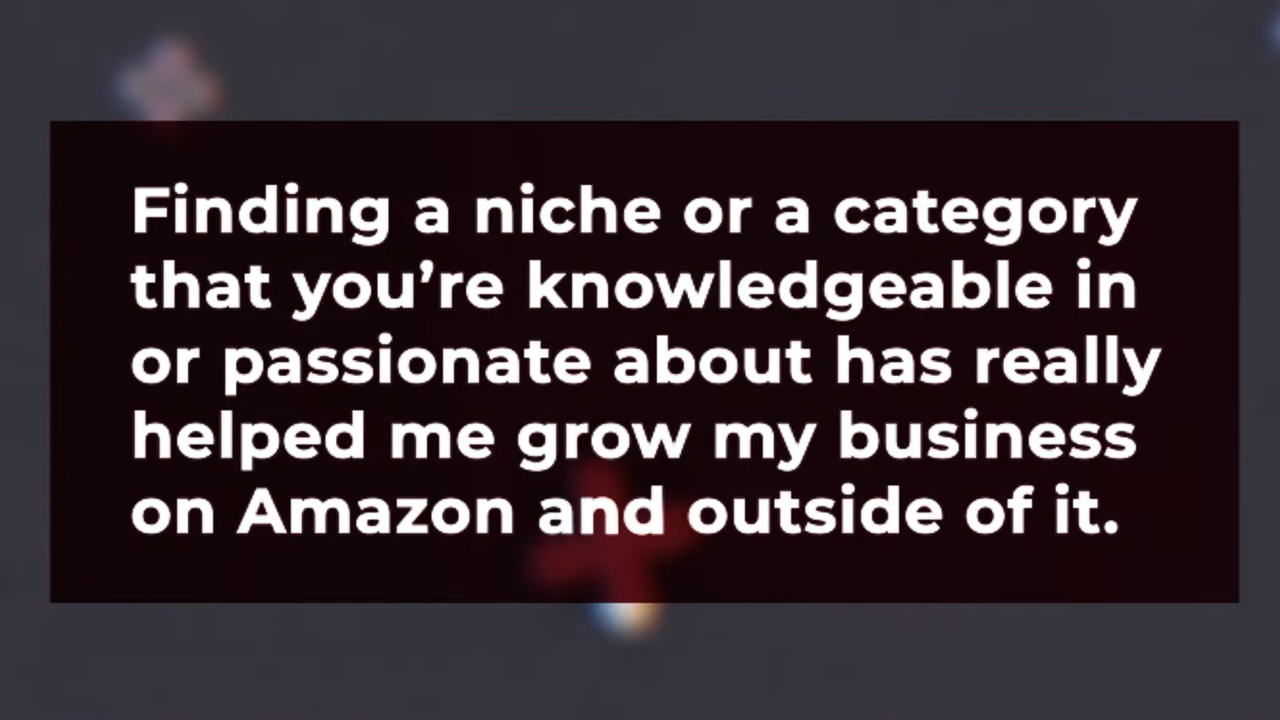 Finding a niche or a category
that you’re knowledgeable in
or passionate about has really
helped me grow my business
on Amazon and outside of it.